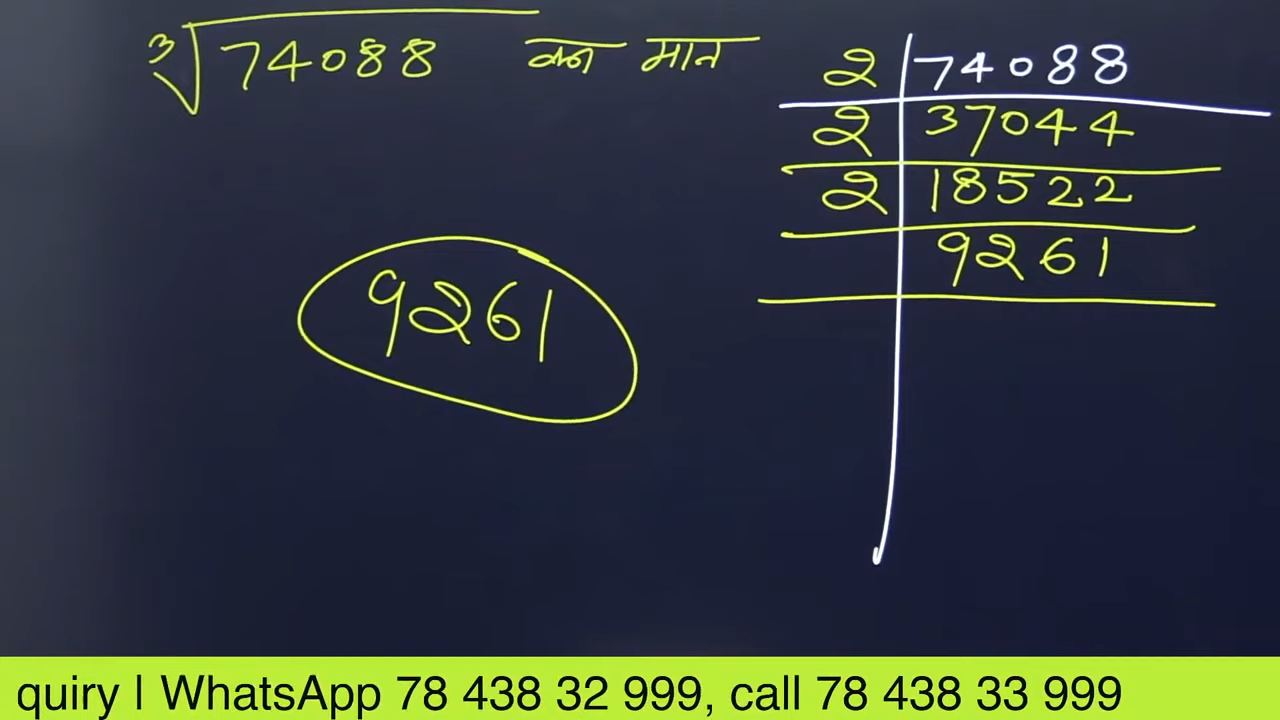 ∛74088 का मान
2 | 74088
2 | 37044
2 | 18522
9261
9261
quiry | WhatsApp 78 438 32 999, call 78 438 33 999